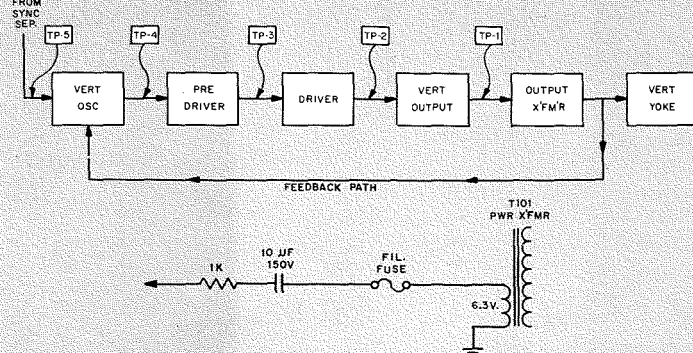 FROM
SYNC
SEP.
TP-5
TP-4
TP-3
TP-2
TP-1
VERT
OSC
PRE
DRIVER
DRIVER
VERT
OUTPUT
OUTPUT
X'FM'R
VERT
YOKE
FEEDBACK PATH
T101
PWR X'FMR
1K
10 UF
150V
FIL.
FUSE
6.3V.